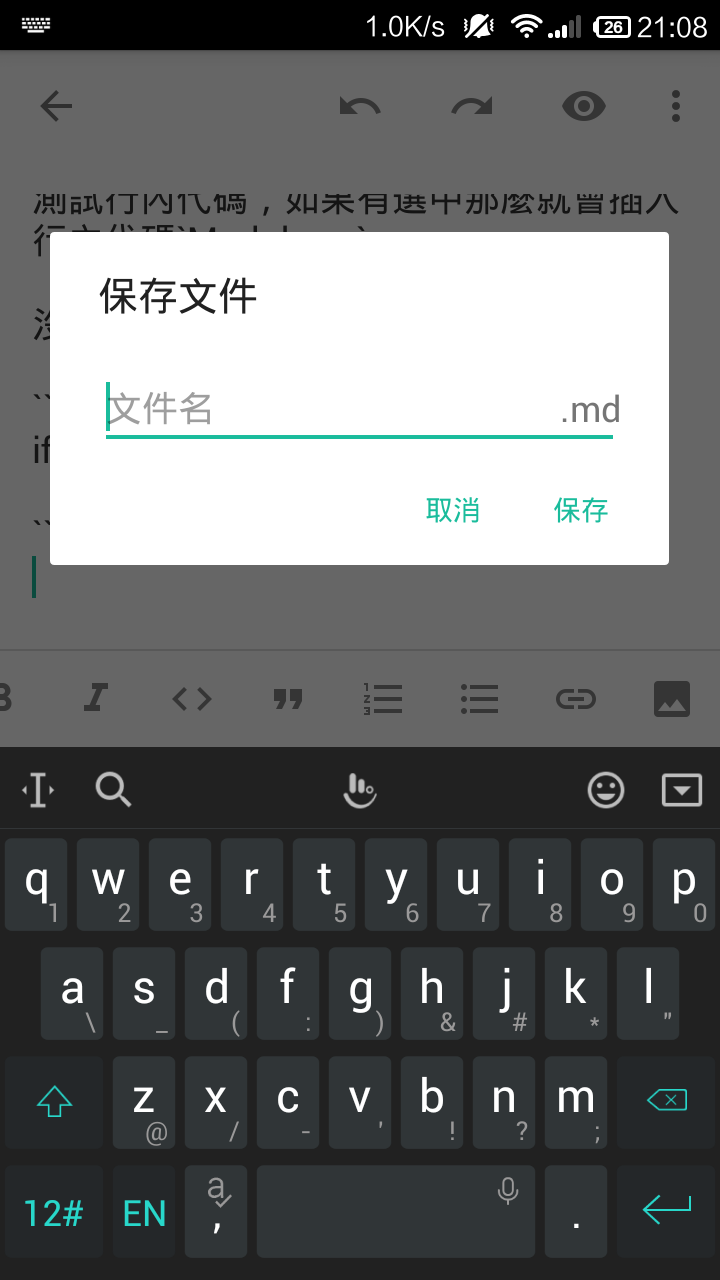 1.0K/s 26 21:08
測試行內代碼，如果有選中那麼就會插入
保存文件
文件名 .md
if
取消 保存
q 1 w 2 e 3 r 4 t 5 y 6 u 7 i 8 o 9 p 0
a \ s _ d ( f : g ) h & j # k * l "
z @ x / c - v ' b ! n ? m ;
12# EN a , .